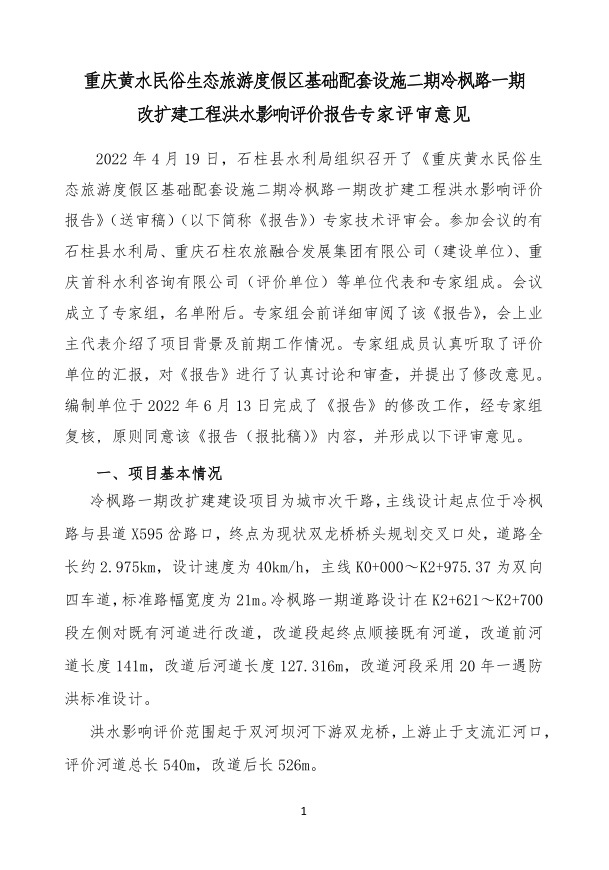 重庆黄水民俗生态旅游度假区基础配套设施二期冷枫路一期
改扩建工程洪水影响评价报告专家评审意见
2022 年 4 月 19 日，石柱县水利局组织召开了《重庆黄水民俗生
态旅游度假区基础配套设施二期冷枫路一期改扩建工程洪水影响评价
报告》（送审稿）（以下简称《报告》）专家技术评审会。参加会议的有
石柱县水利局、重庆石柱农旅融合发展集团有限公司（建设单位）、重
庆首科水利咨询有限公司（评价单位）等单位代表和专家组成。会议
成立了专家组，名单附后。专家组会前详细审阅了该《报告》，会上业
主代表介绍了项目背景及前期工作情况。专家组成员认真听取了评价
单位的汇报，对《报告》进行了认真讨论和审查，并提出了修改意见。
编制单位于 2022 年 6 月 13 日完成了《报告》的修改工作，经专家组
复核，原则同意该《报告（报批稿）》内容，并形成以下评审意见。
一、项目基本情况
冷枫路一期改扩建建设项目为城市次干路，主线设计起点位于冷枫
路与县道 X595 岔路口，终点为现状双龙桥桥头规划交叉口处，道路全
长约 2.975km，设计速度为 40km/h，主线 K0+000～K2+975.37 为双向
四车道，标准路幅宽度为 21m。冷枫路一期道路设计在 K2+621～K2+700
段左侧对既有河道进行改道，改道段起终点顺接既有河道，改道前河
道长度 141m，改道后河道长度 127.316m，改道河段采用 20 年一遇防
洪标准设计。
洪水影响评价范围起于双河坝河下游双龙桥，上游止于支流汇河口，
评价河道总长 540m，改道后长 526m。
1